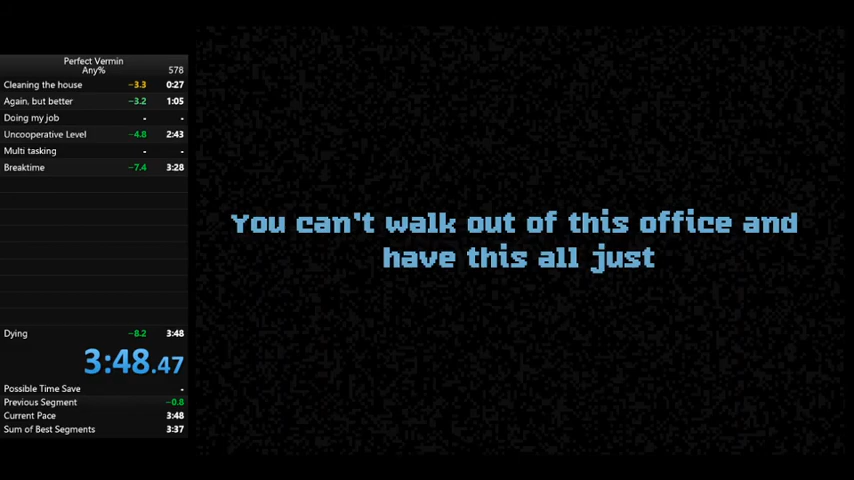 Perfect Vermin
Any% 578
Cleaning the house −3.3 0:27
Again, but better −3.2 1:05
Doing my job - -
Uncooperative Level −4.8 2:43
Multi tasking - -
Breaktime −7.4 3:28
Dying −8.2 3:48
3:48.47
Possible Time Save -
Previous Segment −0.8
Current Pace 3:48
Sum of Best Segments 3:37
You can't walk out of this office and
have this all just